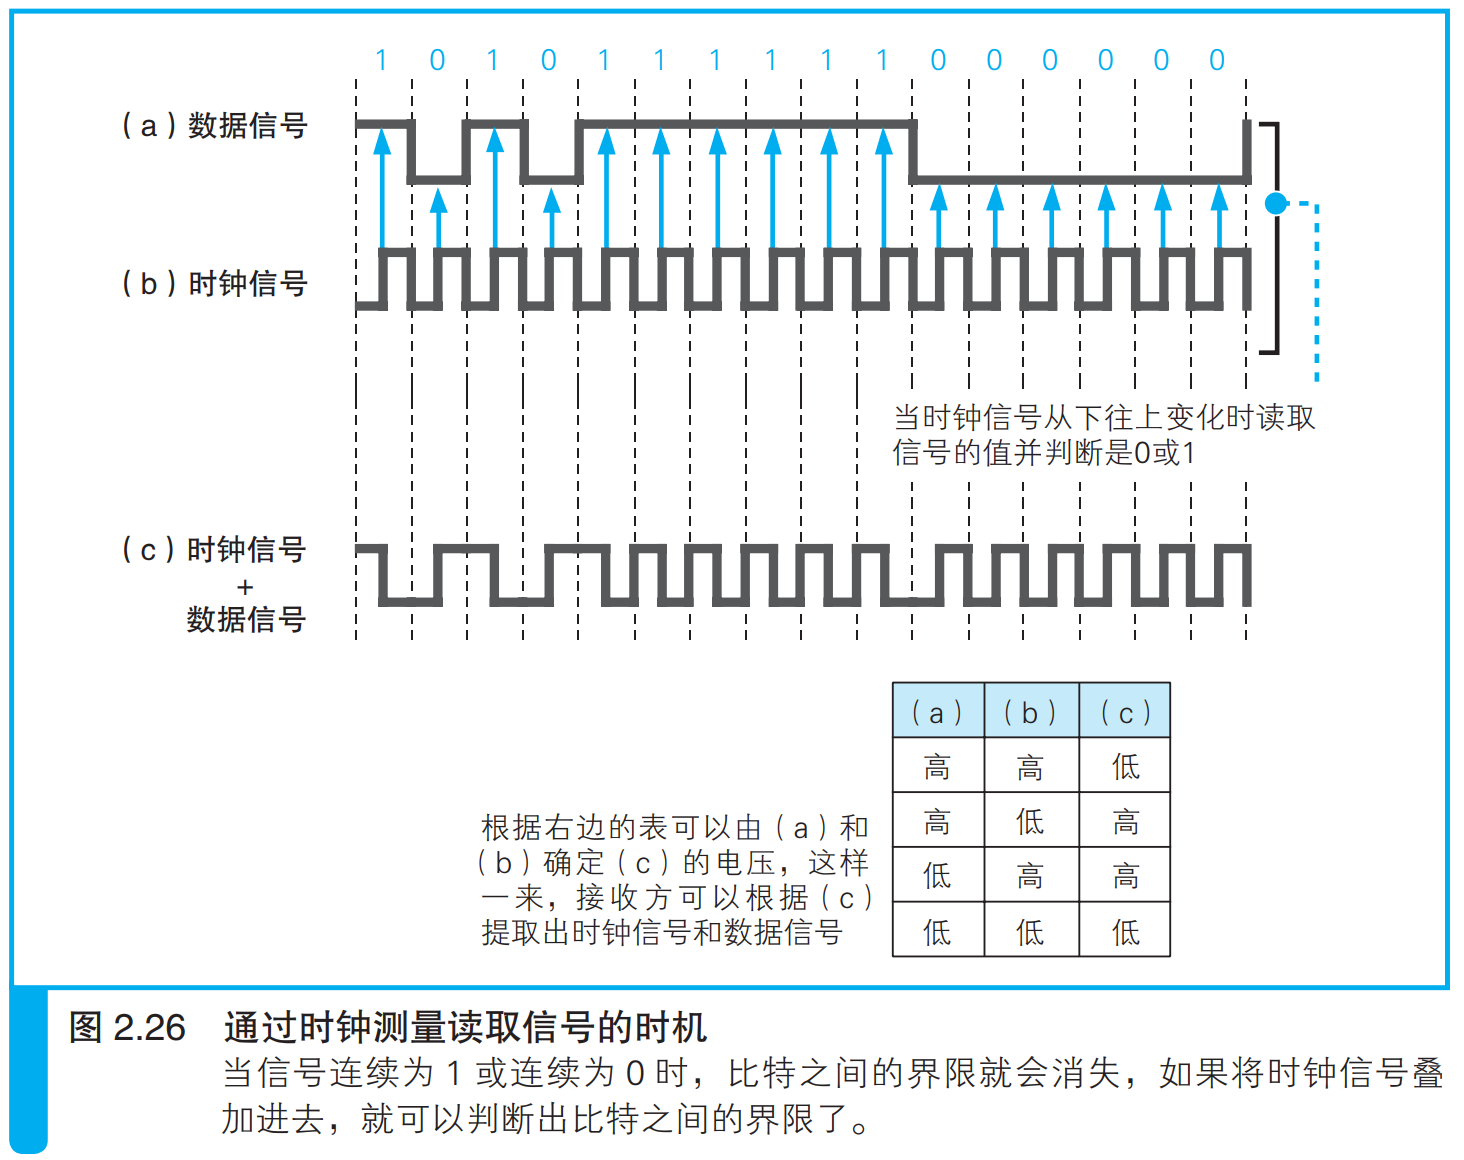 1 0 1 0 1 1 1 1 1 1 0 0 0 0 0 0
（a）数据信号
（b）时钟信号
当时钟信号从下往上变化时读取
信号的值并判断是0或1
（c）时钟信号
+
数据信号
（a） （b） （c）
高 高 低
高 低 高
低 高 高
低 低 低
根据右边的表可以由（a）和
（b）确定（c）的电压，这样
一来，接收方可以根据（c）
提取出时钟信号和数据信号
图 2.26 通过时钟测量读取信号的时机
当信号连续为 1 或连续为 0 时，比特之间的界限就会消失，如果将时钟信号叠
加进去，就可以判断出比特之间的界限了。